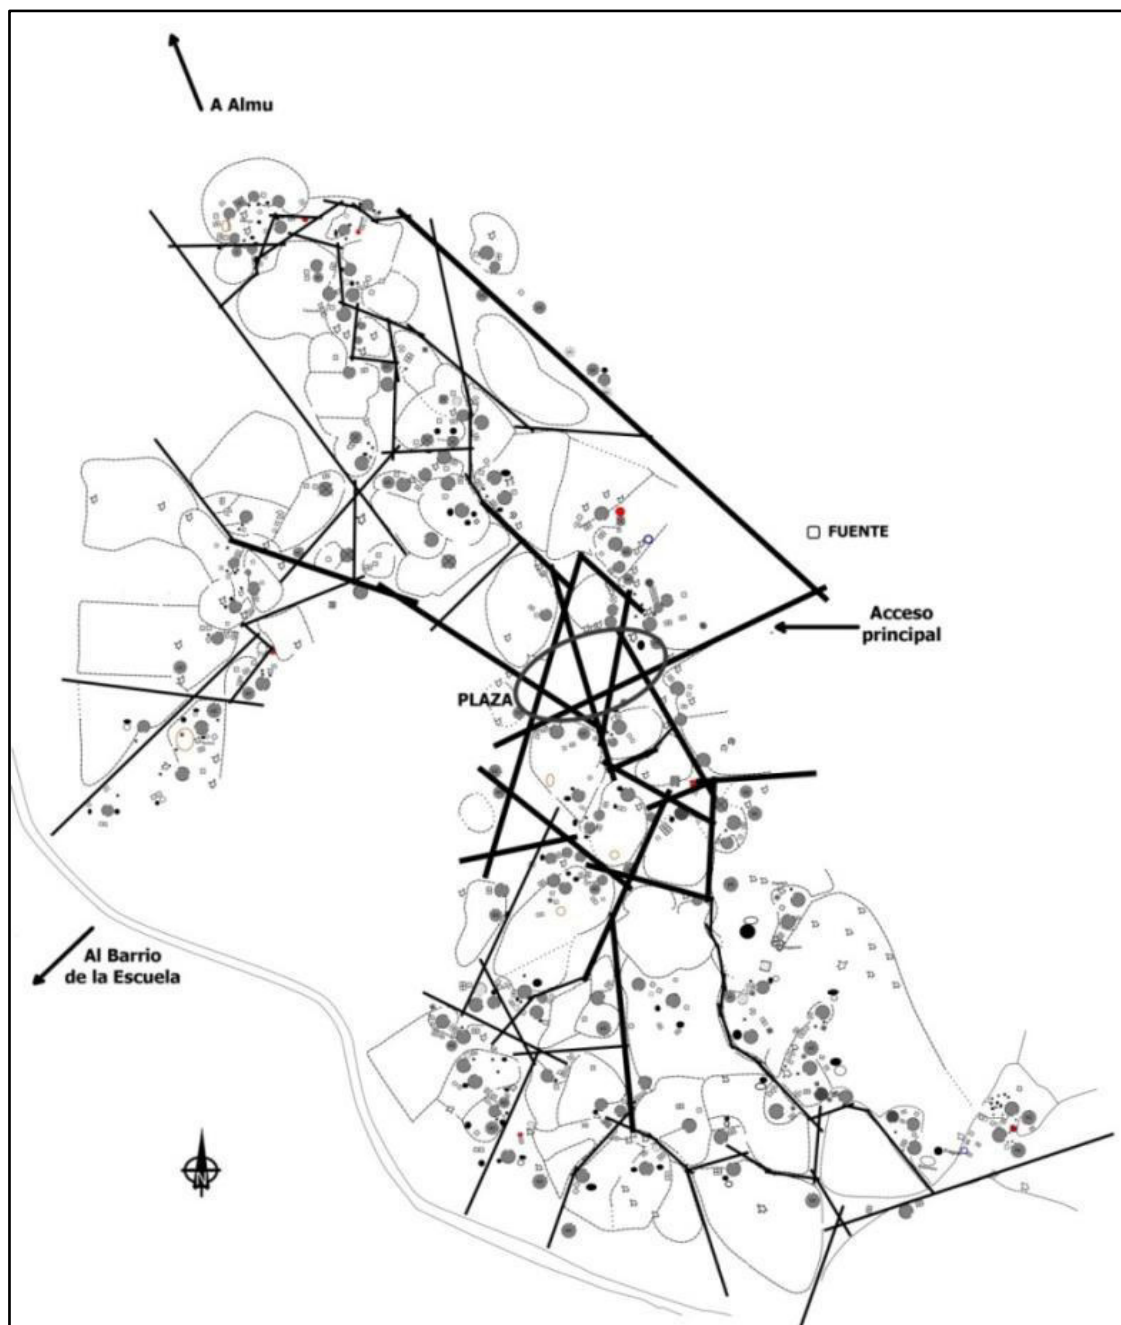 A Almu
FUENTE
Acceso
principal
PLAZA
Al Barrio
de la Escuela
N